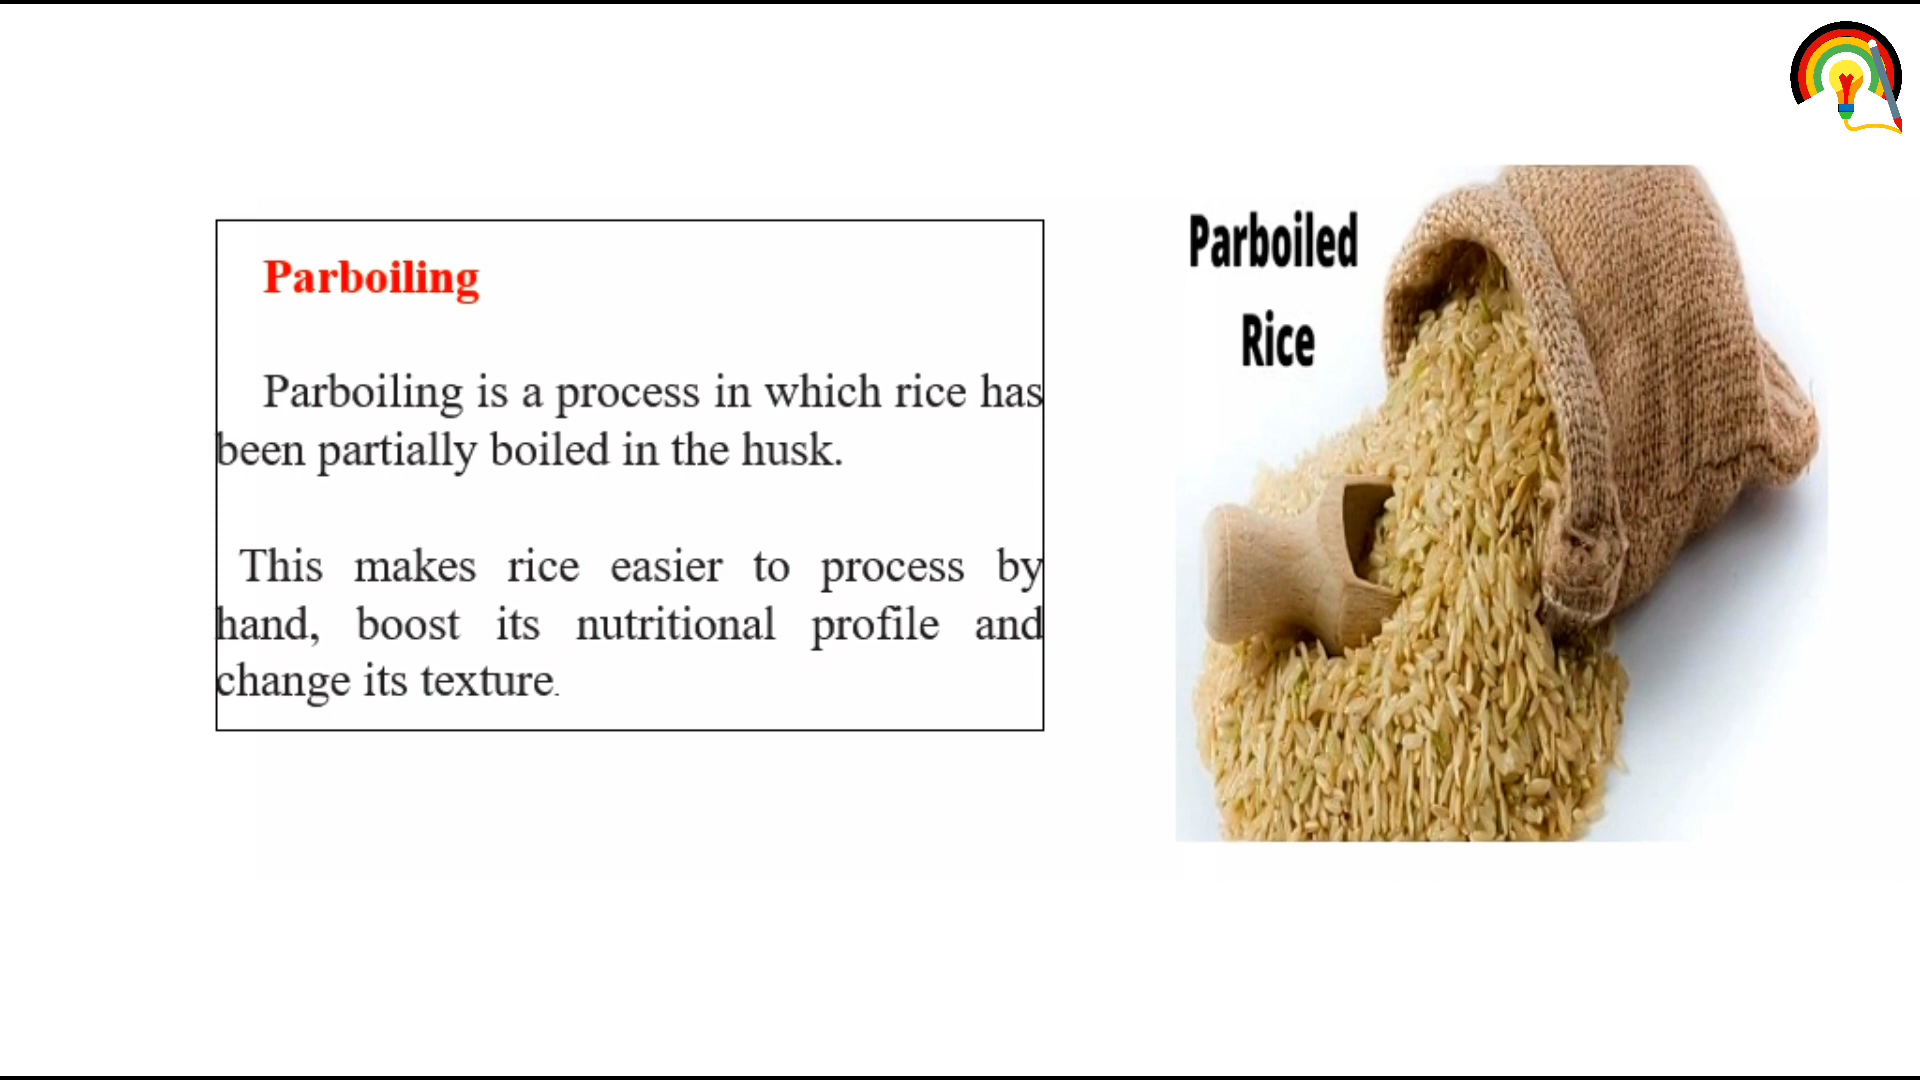 Parboiling
Parboiling is a process in which rice has
been partially boiled in the husk.
This makes rice easier to process by
hand, boost its nutritional profile and
change its texture.
Parboiled
Rice